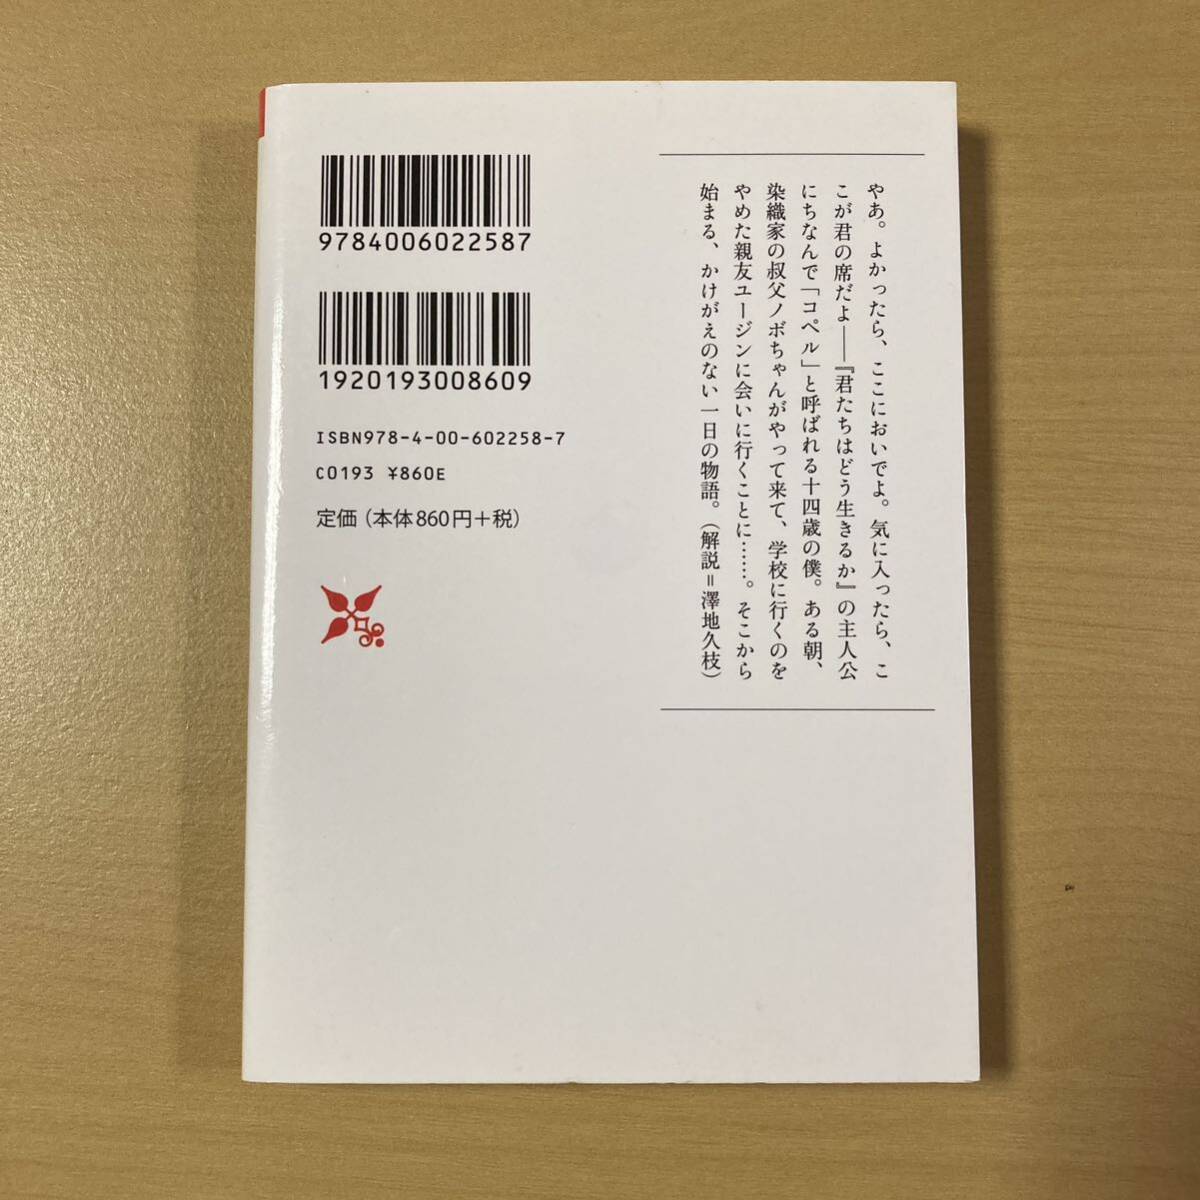 やあ。よかったら、ここにおいでよ。気に入ったら、こ
こが君の席だよ――『君たちはどう生きるか』の主人公
にちなんで「コペル」と呼ばれる十四歳の僕。ある朝、
染織家の叔父ノボちゃんがやって来て、学校に行くのを
やめた親友ユージンに会いに行くことに……。そこから
始まる、かけがえのない一日の物語。（解説＝澤地久枝）
9784006022587
1920193008609
ISBN978-4-00-602258-7
C0193 ¥860E
定価（本体860円＋税）